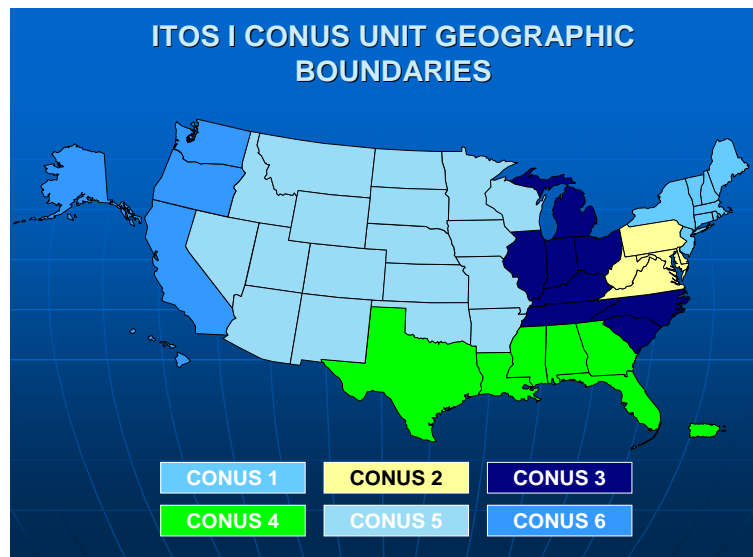 ITOS I CONUS UNIT GEOGRAPHIC
BOUNDARIES
CONUS 1
CONUS 2
CONUS 3
CONUS 4
CONUS 5
CONUS 6